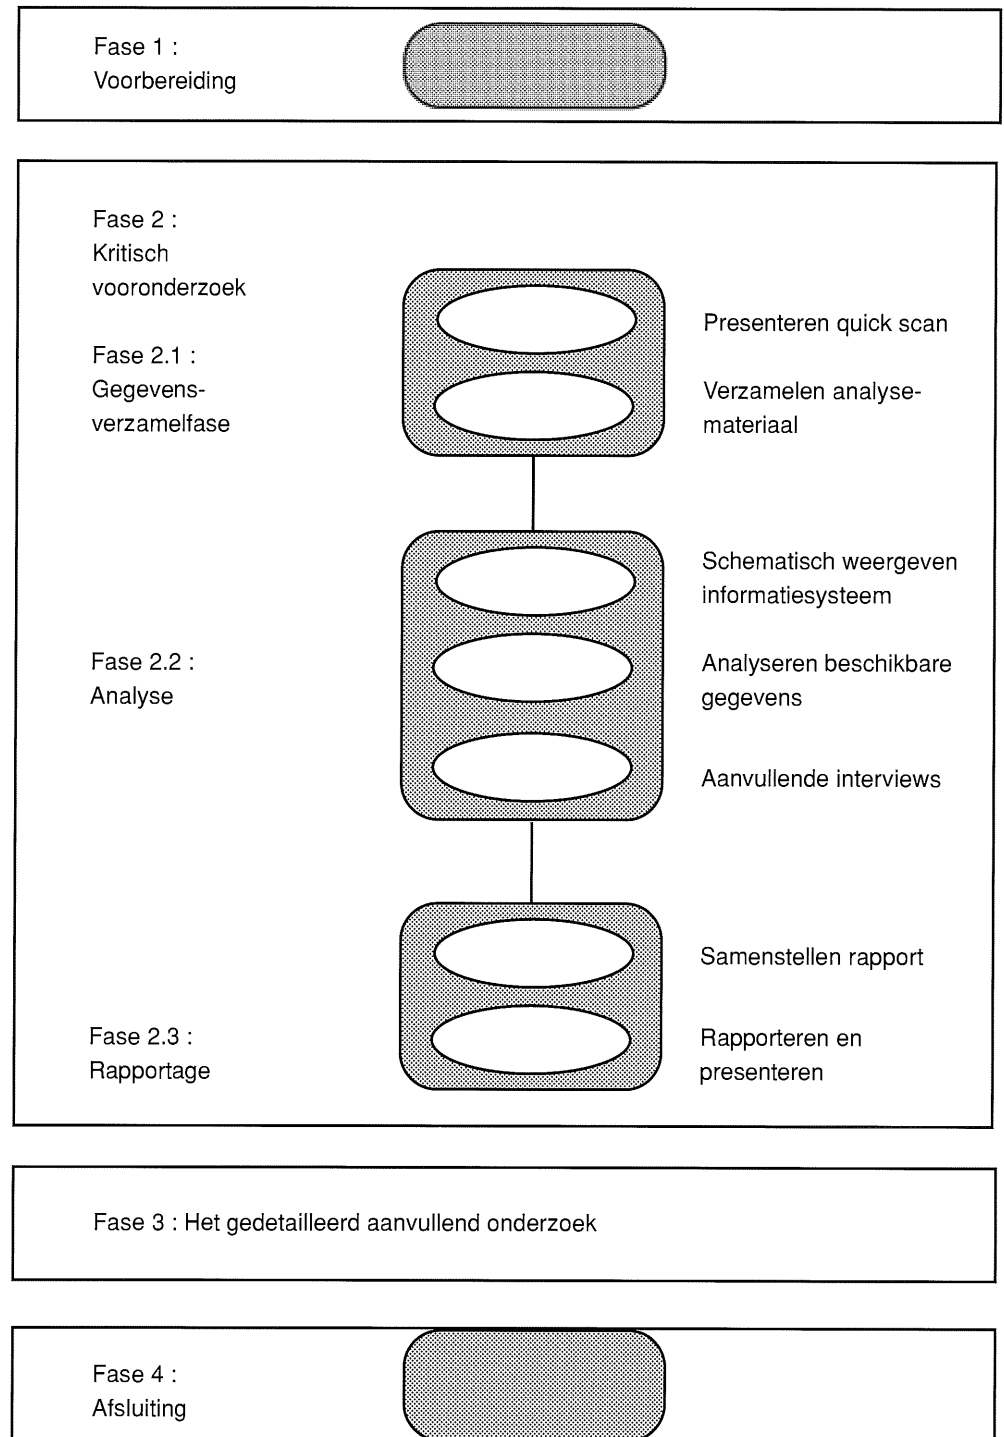 Fase 1 :
Voorbereiding
Fase 2 :
Kritisch
vooronderzoek
Fase 2.1 :
Gegevens-
verzamelfase
Presenteren quick scan
Verzamelen analyse-
materiaal
Fase 2.2 :
Analyse
Schematisch weergeven
informatiesysteem
Analyseren beschikbare
gegevens
Aanvullende interviews
Fase 2.3 :
Rapportage
Samenstellen rapport
Rapporteren en
presenteren
Fase 3 : Het gedetailleerd aanvullend onderzoek
Fase 4 :
Afsluiting